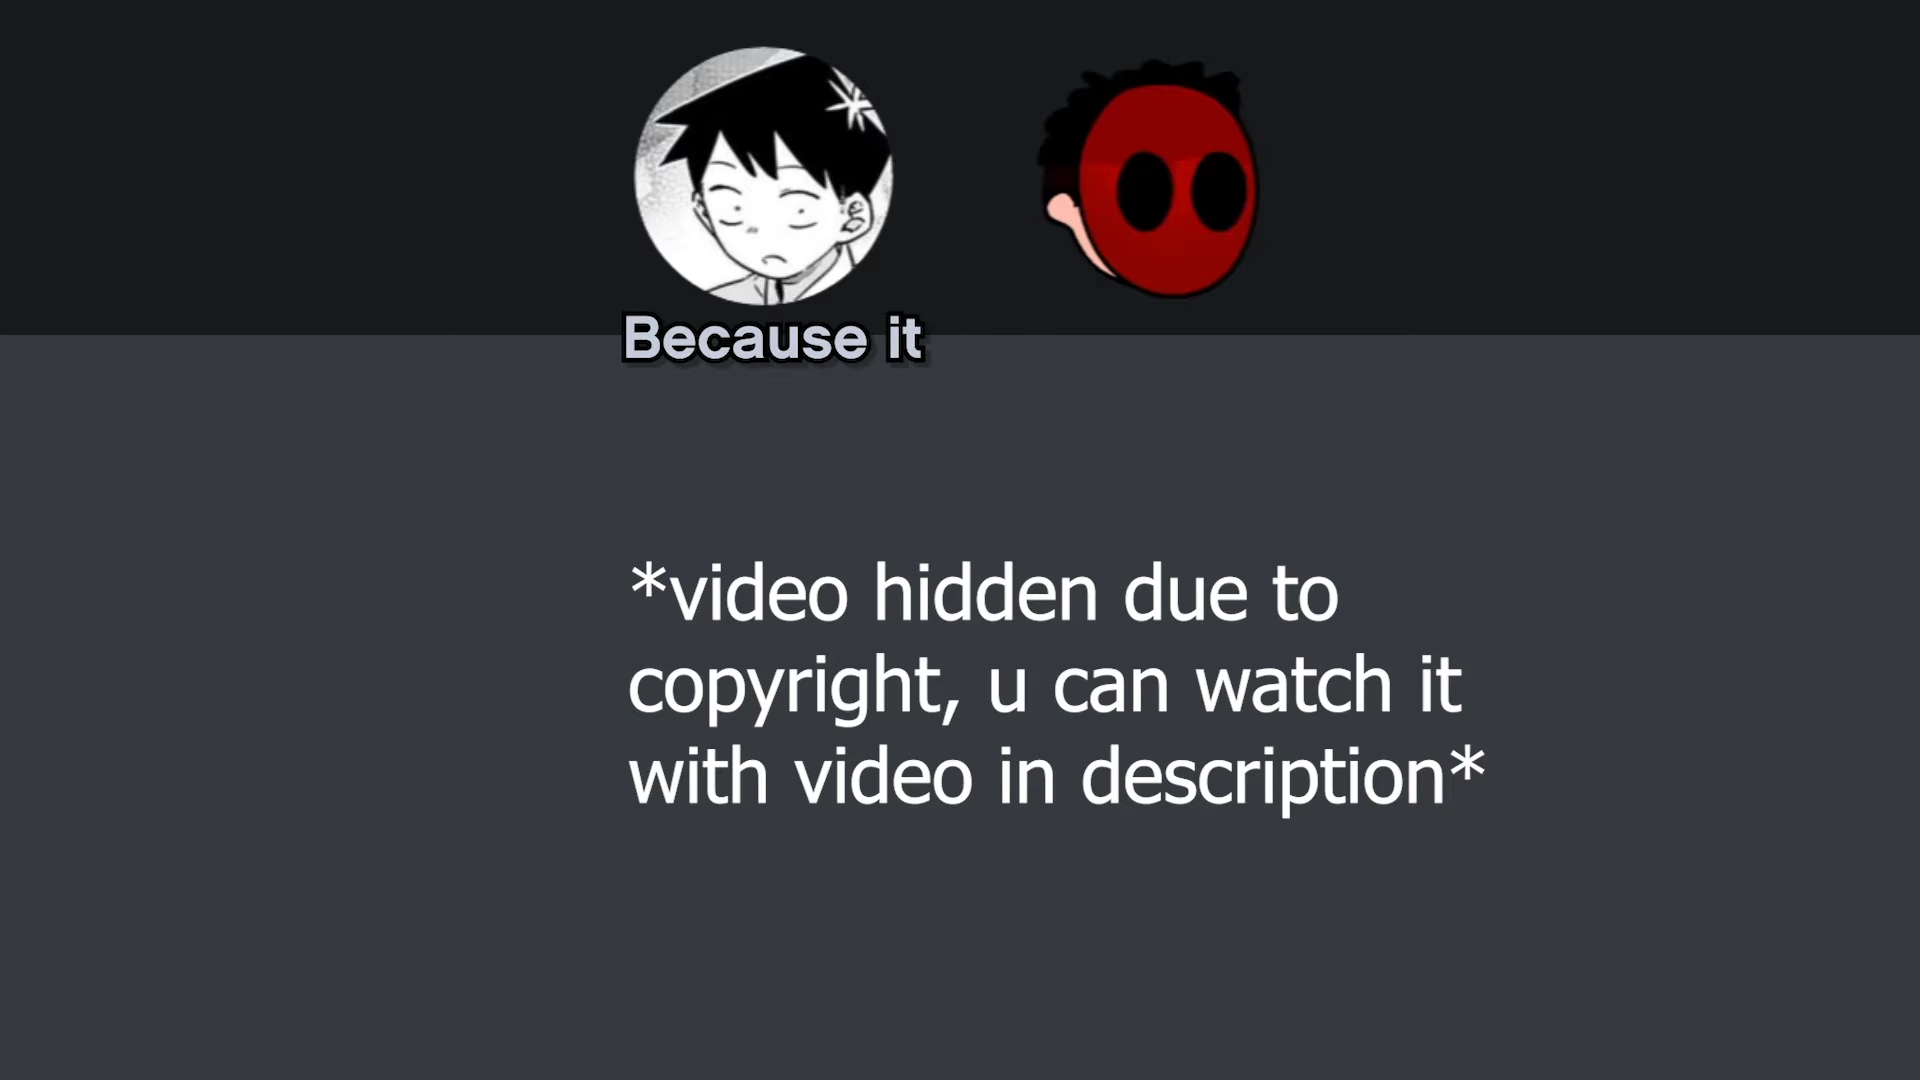 Because it
*video hidden due to
copyright, u can watch it
with video in description*